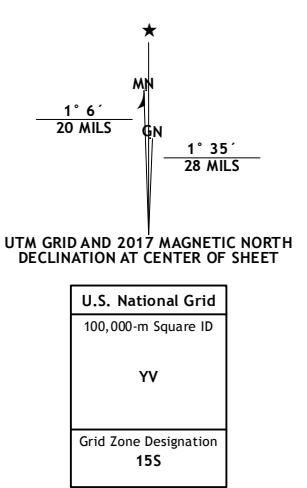 ★
MN
1° 6´
20 MILS
GN
1° 35´
28 MILS
UTM GRID AND 2017 MAGNETIC NORTH
DECLINATION AT CENTER OF SHEET
U.S. National Grid
100,000-m Square ID
YV
Grid Zone Designation
15S